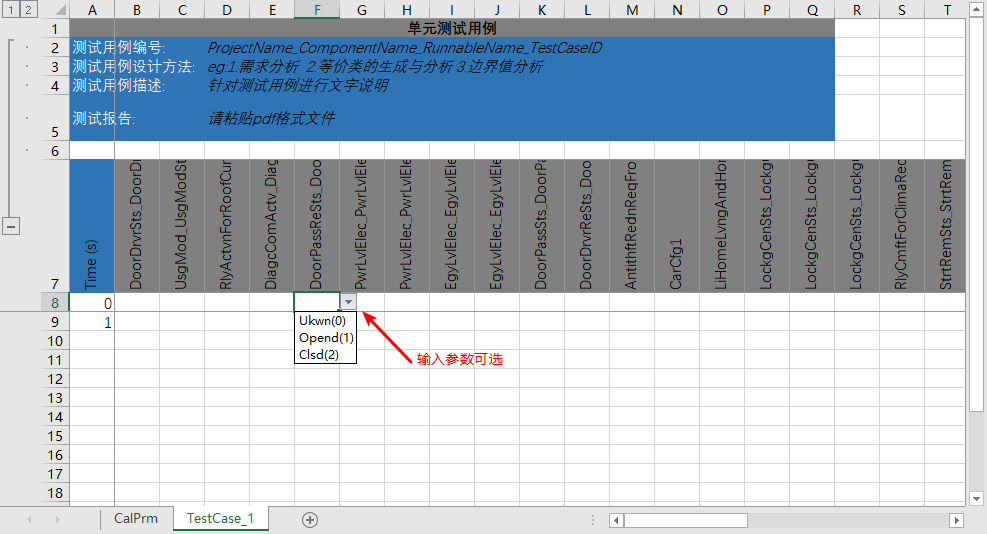 1 2
A B C D E F G H I J K L M N O P Q R S T
1 单元测试用例
2 测试用例编号: ProjectName_ComponentName_RunnableName_TestCaseID
3 测试用例设计方法: eg:1.需求分析 2.等价类的生成与分析 3.边界值分析
4 测试用例描述: 针对测试用例进行文字说明
5 测试报告: 请粘贴pdf格式文件
6
7 Time (s) DoorDrvrSts_DoorDr UsgMod_UsgModSt RlyActvnForRoofCur DiagcComActv_Diag DoorPassReSts_Doo PwrLvlElec_PwrLvlEle PwrLvlElec_PwrLvlEle EgyLvlElec_EgyLvlEle EgyLvlElec_EgyLvlEle DoorPassSts_DoorPa DoorDrvrReSts_Doo AntithftRednReqFro CarCfg1 LiHomeLvngAndHor LockgCenSts_Lockg LockgCenSts_Lockg LockgCenSts_Lockg RlyCmftForClimaRec StrtRemSts_StrtRem
8 0
Ukwn(0)
9 1
Opend(1)
10
Clsd(2)
11
输入参数可选
12
13
14
15
16
17
18
CalPrm TestCase_1